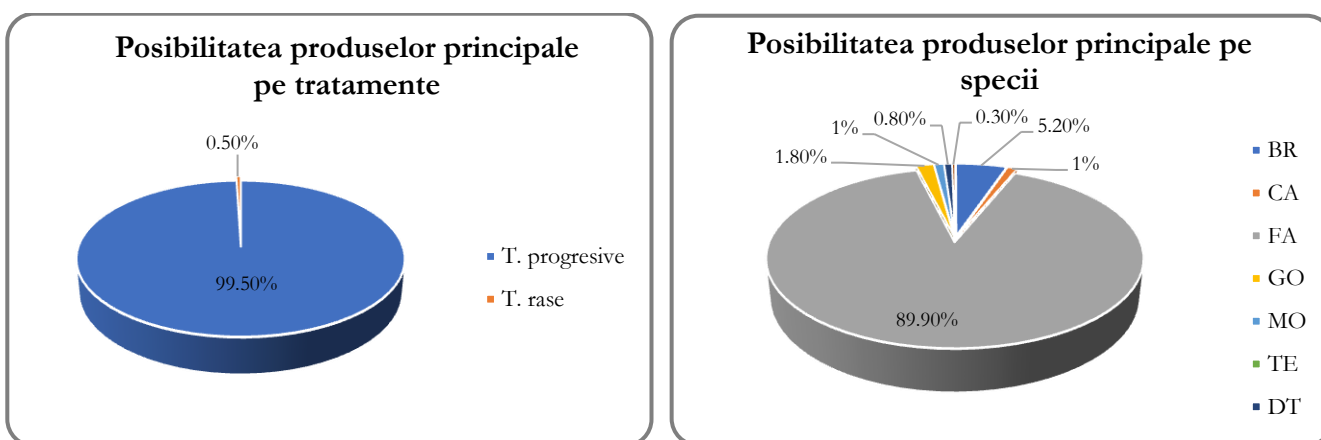 Posibilitatea produselor principale
pe tratamente
0.50%
99.50%
T. progresive
T. rase
Posibilitatea produselor principale pe
specii
1.80%
1%
0.80%
0.30%
5.20%
1%
89.90%
BR
CA
FA
GO
MO
TE
DT